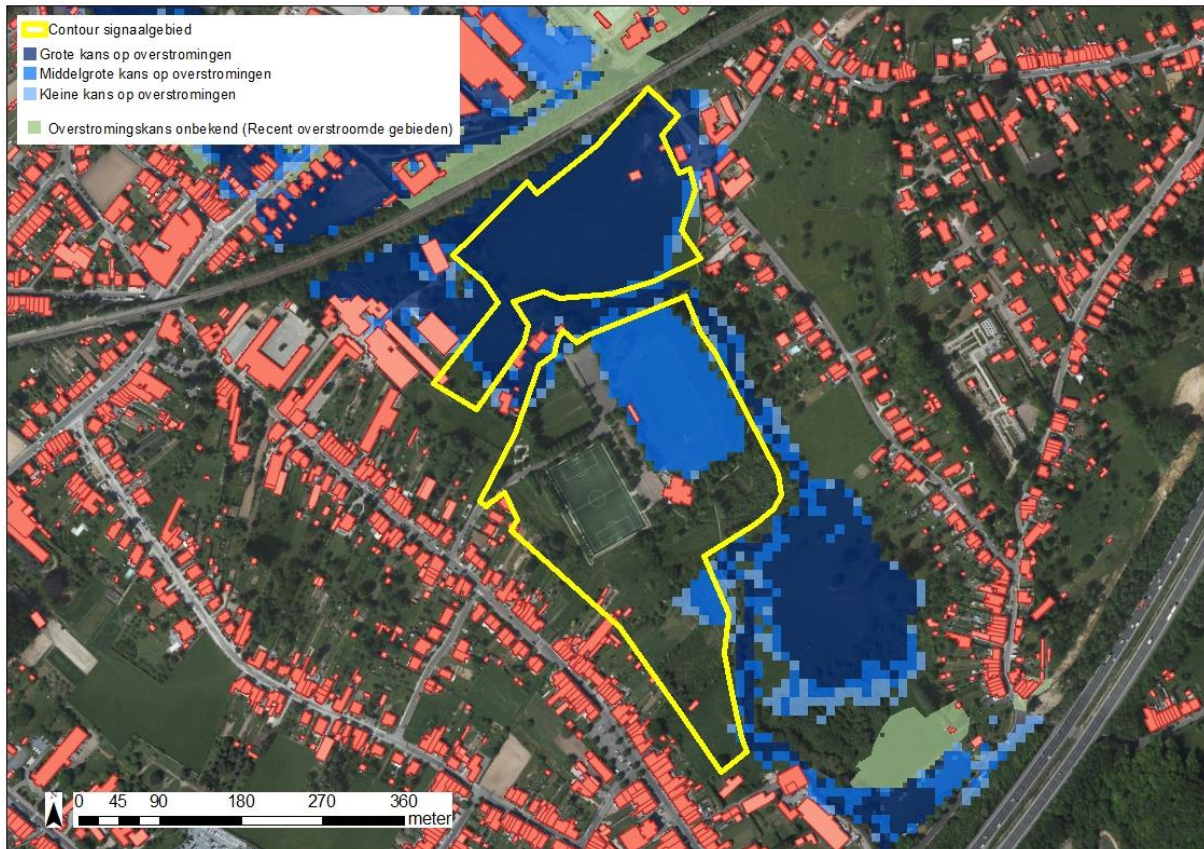 Contour signaalgebied
Grote kans op overstromingen
Middelgrote kans op overstromingen
Kleine kans op overstromingen
Overstromingskans onbekend (Recent overstroomde gebieden)
N
0 45 90 180 270 360
meter